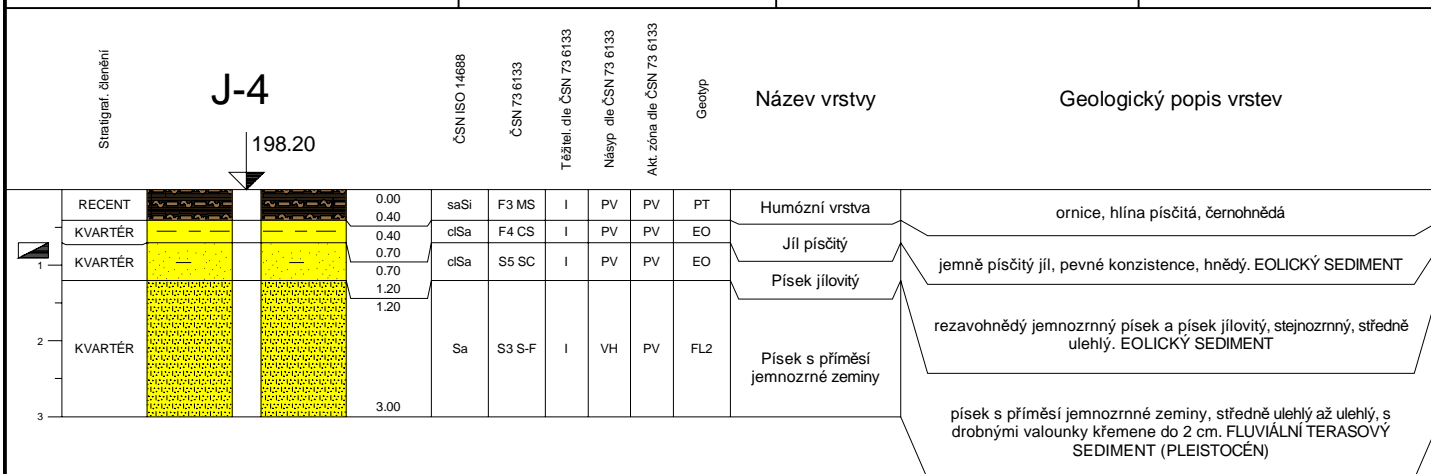 Stratigraf. členění
J-4
198.20
ČSN ISO 14688
ČSN 73 6133
Těžitel. dle ČSN 73 6133
Násyp dle ČSN 73 6133
Akt. zóna dle ČSN 73 6133
Geotyp
Název vrstvy
Geologický popis vrstev
RECENT
0.00
0.40
saSi
F3 MS
I
PV
PV
PT
Humózní vrstva
ornice, hlína písčitá, černohnědá
KVARTÉR
0.40
0.70
clSa
F4 CS
I
PV
PV
EO
Jíl písčitý
jemně písčitý jíl, pevné konzistence, hnědý. EOLICKÝ SEDIMENT
1
KVARTÉR
0.70
1.20
clSa
S5 SC
I
PV
PV
EO
Písek jílovitý
rezavohnědý jemnozrnný písek a písek jílovitý, stejnozrnný, středně
ulehlý. EOLICKÝ SEDIMENT
2
KVARTÉR
1.20
3.00
Sa
S3 S-F
I
VH
PV
FL2
Písek s příměsí
jemnozrné zeminy
písek s příměsí jemnozrnné zeminy, středně ulehlý až ulehlý, s
drobnými valounky křemene do 2 cm. FLUVIÁLNÍ TERASOVÝ
SEDIMENT (PLEISTOCÉN)
3